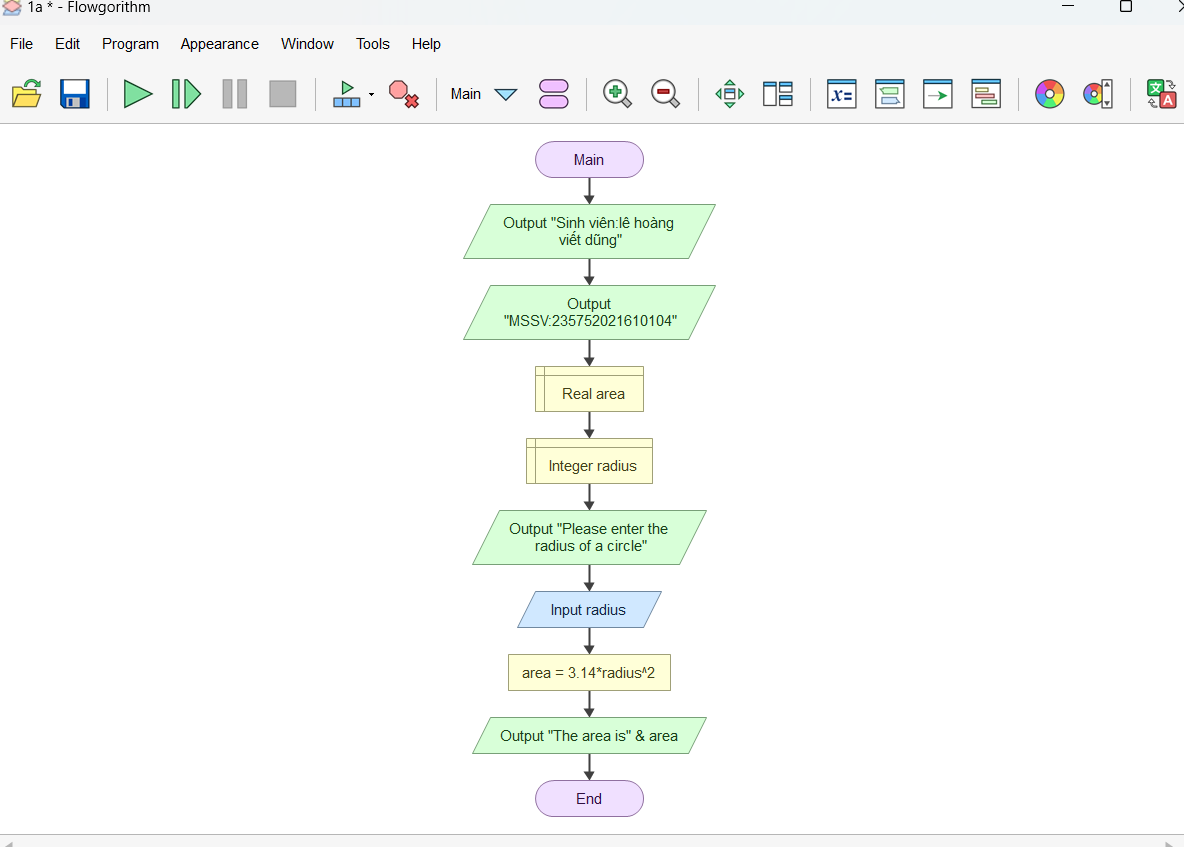 1a * - Flowgorithm
File Edit Program Appearance Window Tools Help
Main
x=
文
A
Main
Output "Sinh viên:lê hoàng
viết dũng"
Output
"MSSV:235752021610104"
Real area
Integer radius
Output "Please enter the
radius of a circle"
Input radius
area = 3.14*radius^2
Output "The area is" & area
End